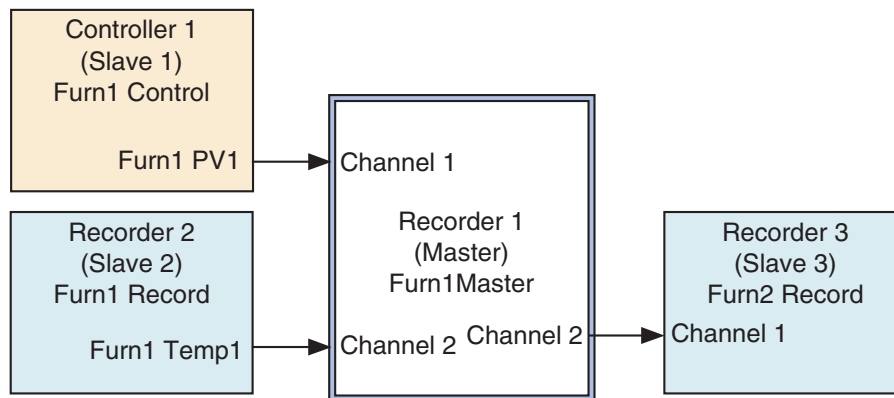 Controller 1
(Slave 1)
Furn1 Control
Furn1 PV1
Recorder 2
(Slave 2)
Furn1 Record
Furn1 Temp1
Channel 1
Recorder 1
(Master)
Furn1Master
Channel 2
Channel 2
Recorder 3
(Slave 3)
Furn2 Record
Channel 1